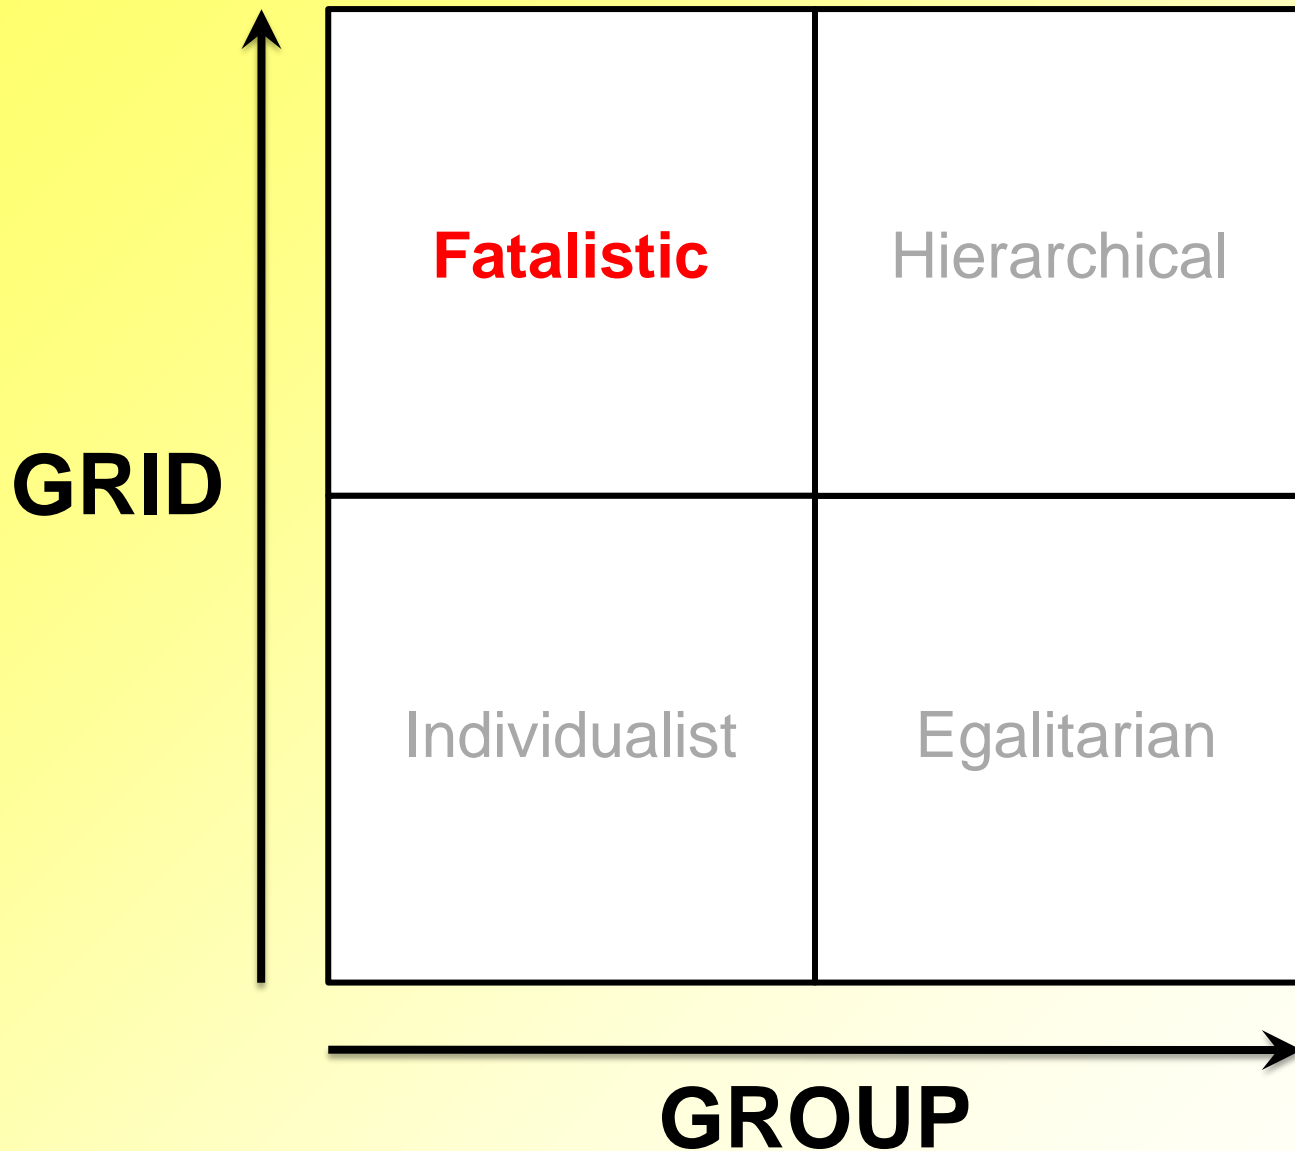 Fatalistic
Hierarchical
GRID
Individualist
Egalitarian
GROUP